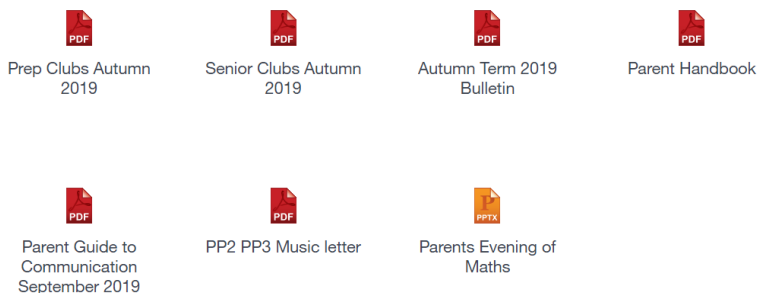 PDF
PDF
PDF
PDF
Prep Clubs Autumn
2019
Senior Clubs Autumn
2019
Autumn Term 2019
Bulletin
Parent Handbook
PDF
PDF
P
PPTX
Parent Guide to
Communication
September 2019
PP2 PP3 Music letter
Parents Evening of
Maths